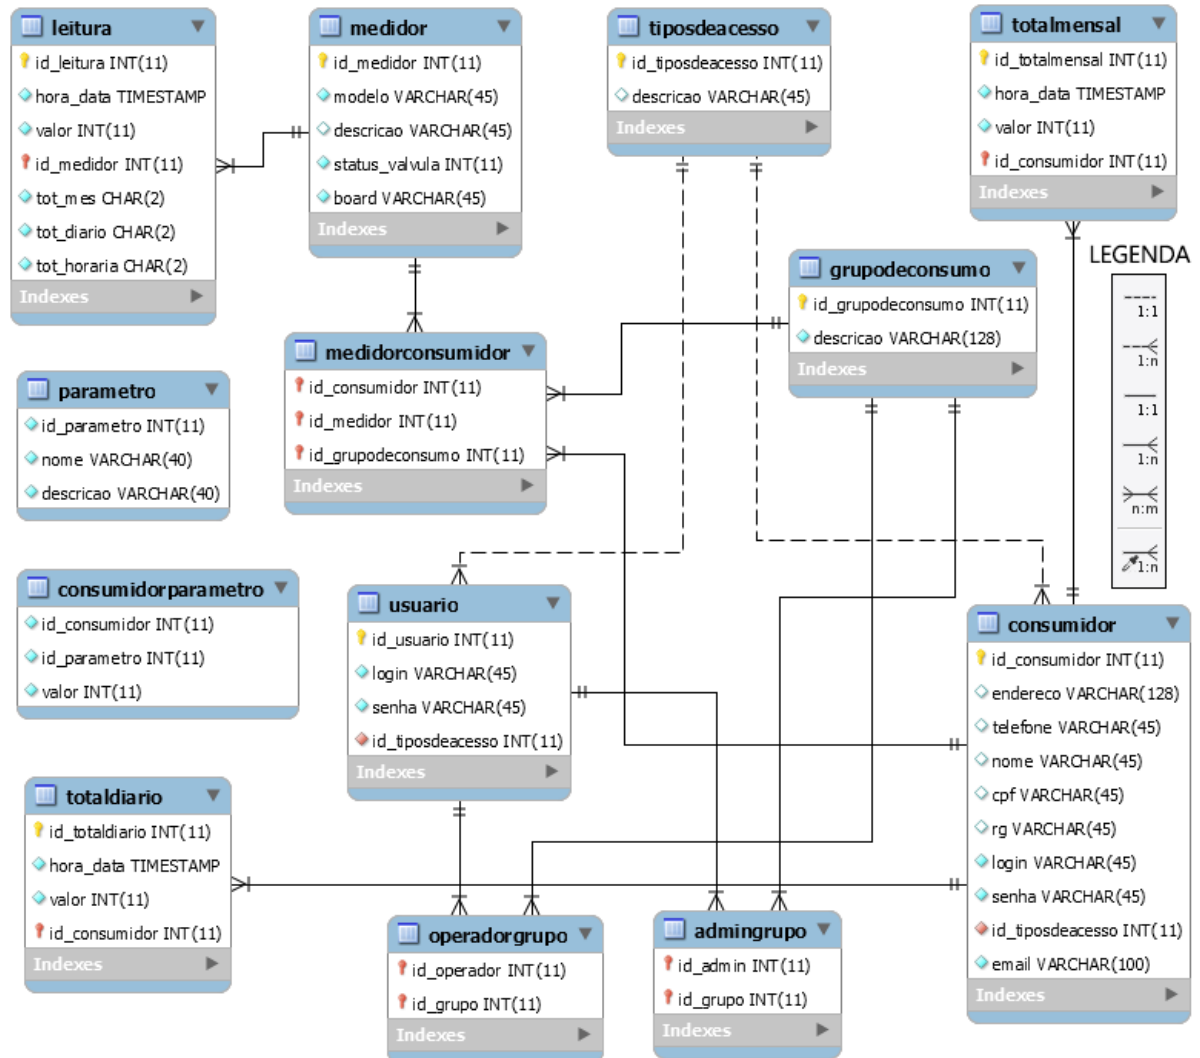 leitura
id_leitura INT(11)
hora_data TIMESTAMP
valor INT(11)
id_medidor INT(11)
tot_mes CHAR(2)
tot_diario CHAR(2)
tot_horaria CHAR(2)
Indexes
medidor
id_medidor INT(11)
modelo VARCHAR(45)
descricao VARCHAR(45)
status_valvula INT(11)
board VARCHAR(45)
Indexes
tiposdeacesso
id_tiposdeacesso INT(11)
descricao VARCHAR(45)
Indexes
totalmensal
id_totalmensal INT(11)
hora_data TIMESTAMP
valor INT(11)
id_consumidor INT(11)
Indexes
LEGENDA
1:1
1:n
1:1
1:n
n:m
1:n
grupodeconsumo
id_grupodeconsumo INT(11)
descricao VARCHAR(128)
Indexes
medidorconsumidor
id_consumidor INT(11)
id_medidor INT(11)
id_grupodeconsumo INT(11)
Indexes
parametro
id_parametro INT(11)
nome VARCHAR(40)
descricao VARCHAR(40)
consumidorparametro
id_consumidor INT(11)
id_parametro INT(11)
valor INT(11)
usuario
id_usuario INT(11)
login VARCHAR(45)
senha VARCHAR(45)
id_tiposdeacesso INT(11)
Indexes
consumidor
id_consumidor INT(11)
endereco VARCHAR(128)
telefone VARCHAR(45)
nome VARCHAR(45)
cpf VARCHAR(45)
rg VARCHAR(45)
login VARCHAR(45)
senha VARCHAR(45)
id_tiposdeacesso INT(11)
email VARCHAR(100)
Indexes
totaldiario
id_totaldiario INT(11)
hora_data TIMESTAMP
valor INT(11)
id_consumidor INT(11)
Indexes
operadorgrupo
id_operador INT(11)
id_grupo INT(11)
Indexes
admingrupo
id_admin INT(11)
id_grupo INT(11)
Indexes